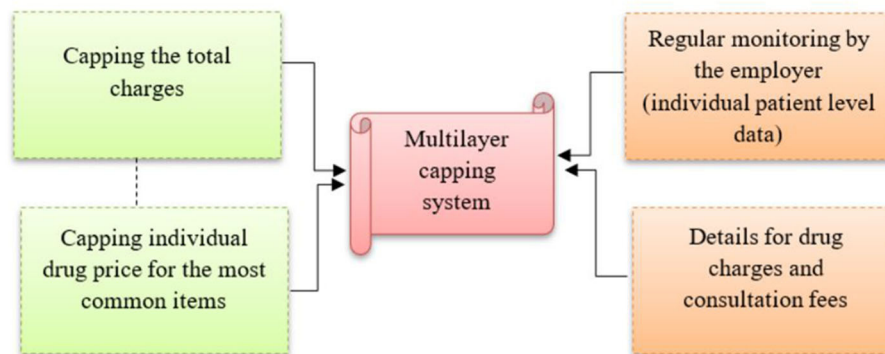 Capping the total
charges
Capping individual
drug price for the most
common items
Multilayer
capping
system
Regular monitoring by
the employer
(individual patient level
data)
Details for drug
charges and
consultation fees